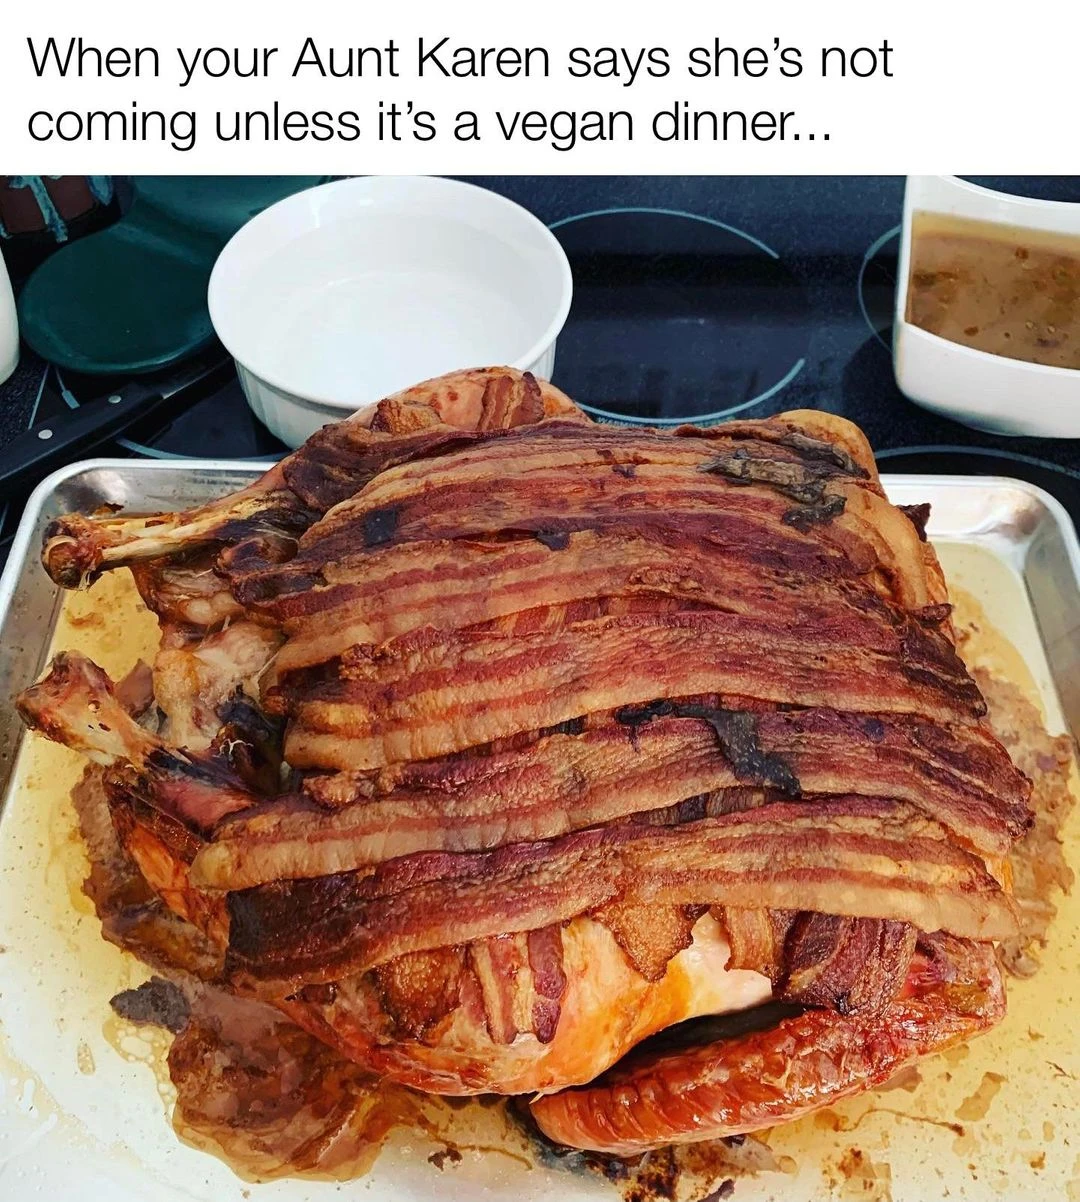 When your Aunt Karen says she’s not
coming unless it’s a vegan dinner...